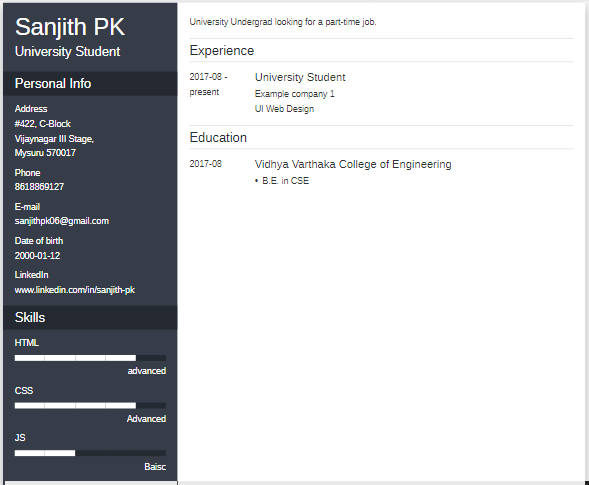 Sanjith PK
University Student
Personal Info
Address
#422, C-Block
Vijaynagar III Stage,
Mysuru 570017
Phone
8618869127
E-mail
sanjithpk06@gmail.com
Date of birth
2000-01-12
LinkedIn
www.linkedin.com/in/sanjith-pk
Skills
HTML
advanced
CSS
Advanced
JS
Baisc
University Undergrad looking for a part-time job.
Experience
2017-08 -
present
University Student
Example company 1
UI Web Design
Education
2017-08
Vidhya Varthaka College of Engineering
• B.E. in CSE